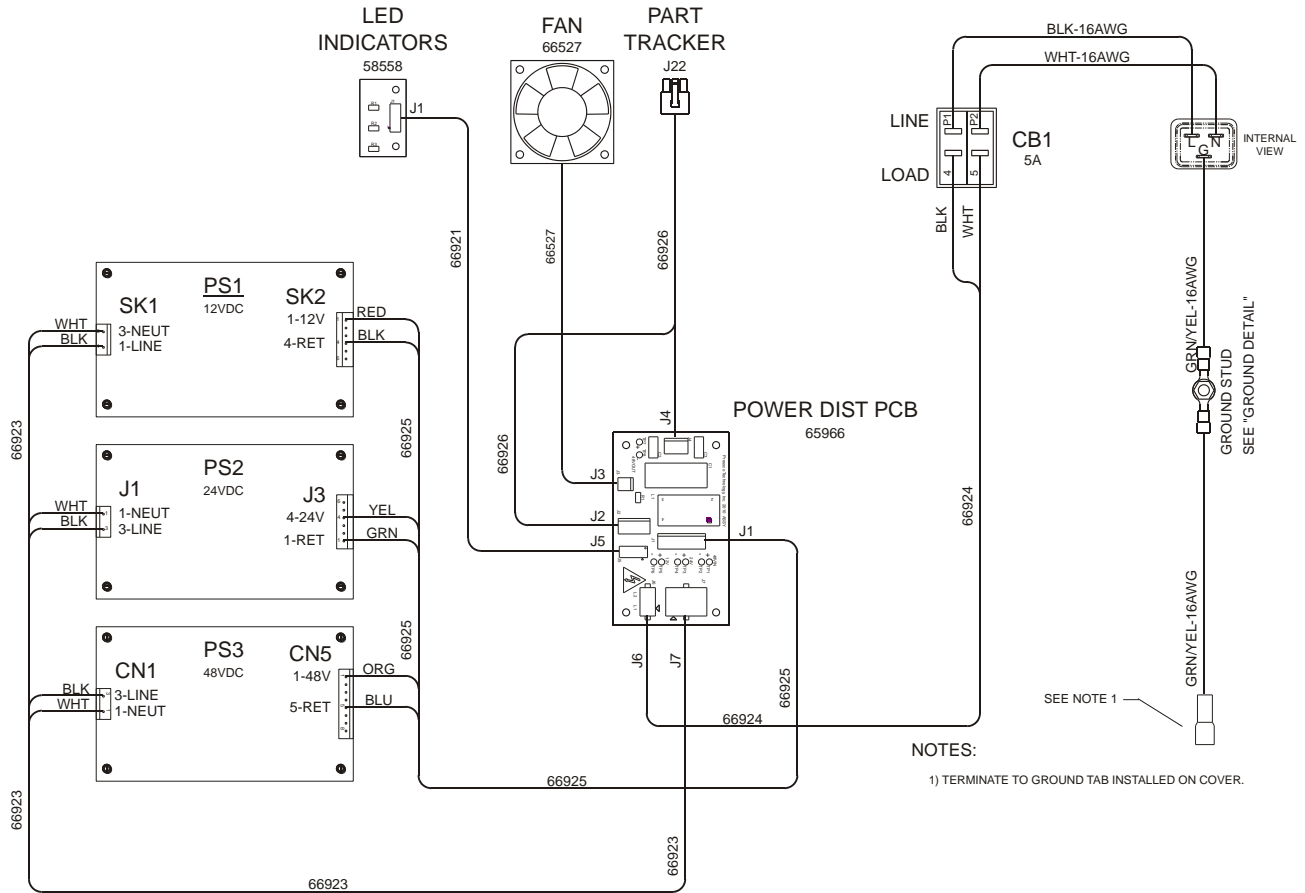 LED
INDICATORS
58558
J1
R1
R2
R3
FAN
66527
PART
TRACKER
J22
BLK-16AWG
WHT-16AWG
LINE
P1
P2
CB1
5A
LOAD
4
5
L
G
N
INTERNAL
VIEW
BLK
WHT
66921
66527
66926
66926
66924
GRN/YEL-16AWG
GROUND STUD
SEE "GROUND DETAIL"
GRN/YEL-16AWG
PS1
12VDC
SK1
3-NEUT
1-LINE
SK2
1-12V
4-RET
WHT
BLK
RED
BLK
66923
66925
PS2
24VDC
J1
1-NEUT
3-LINE
J3
4-24V
1-RET
WHT
BLK
YEL
GRN
PS3
48VDC
CN1
3-LINE
1-NEUT
CN5
1-48V
5-RET
BLK
WHT
ORG
BLU
66925
66923
POWER DIST PCB
65966
J4
J3
J2
J5
J1
J6
J7
66925
66924
66925
66923
66923
SEE NOTE 1
NOTES:
1) TERMINATE TO GROUND TAB INSTALLED ON COVER.